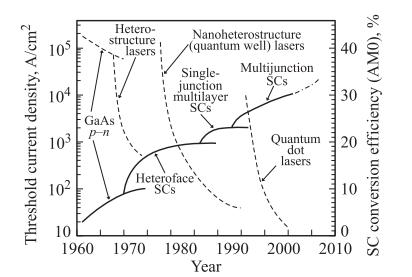 Threshold current density, A/cm²
10⁵
10⁴
10³
10²
10
Hetero-
structure
lasers
Nanoheterostructure
(quantum well) lasers
Single-
junction
multilayer
SCs
Multijunction
SCs
GaAs
p–n
Heteroface
SCs
Quantum
dot
lasers
40
30
20
10
0
SC conversion efficiency (AM0), %
1960
1970
1980
1990
2000
2010
Year